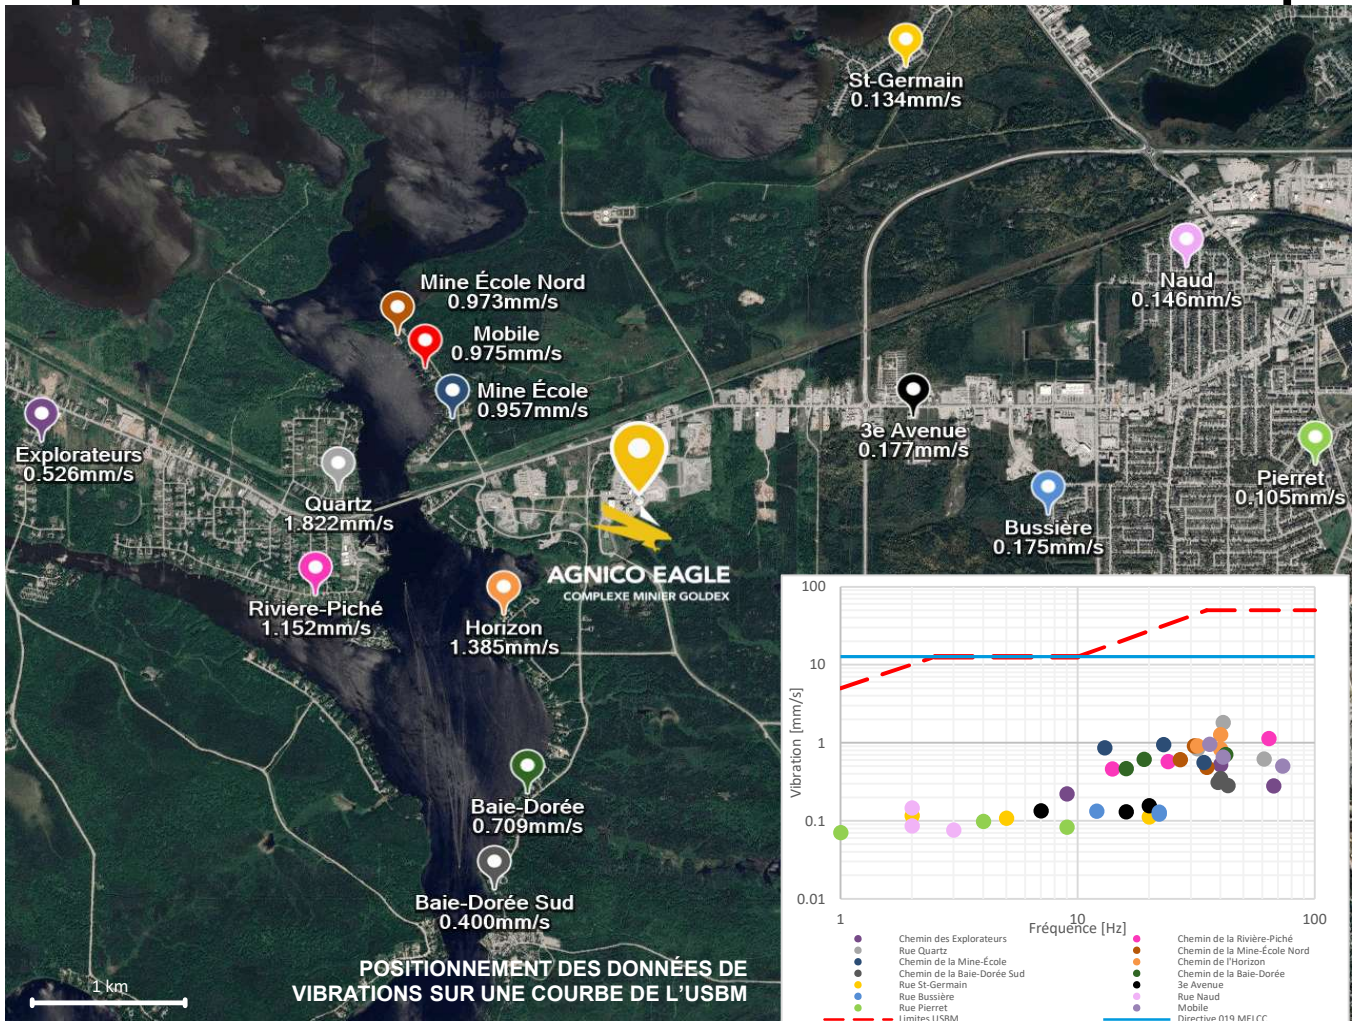 St-Germain
0.134mm/s
Naud
0.146mm/s
Mine École Nord
0.973mm/s
Mobile
0.975mm/s
Mine École
0.957mm/s
Explorateurs
0.526mm/s
3e Avenue
0.177mm/s
Pierret
0.105mm/s
Quartz
1.822mm/s
Bussière
0.175mm/s
AGNICO EAGLE
COMPLEXE MINIER GOLDEX
Riviere-Piché
1.152mm/s
Horizon
1.385mm/s
Baie-Dorée
0.709mm/s
Baie-Dorée Sud
0.400mm/s
POSITIONNEMENT DES DONNÉES DE
VIBRATIONS SUR UNE COURBE DE L'USBM
1 km
Vibration [mm/s]
100
10
1
0.1
0.01
1
10
100
Fréquence [Hz]
Chemin des Explorateurs
Chemin de la Rivière-Piché
Rue Quartz
Chemin de la Mine-École Nord
Chemin de la Mine-École
Chemin de l'Horizon
Chemin de la Baie-Dorée Sud
Chemin de la Baie-Dorée
Rue St-Germain
3e Avenue
Rue Bussière
Rue Naud
Rue Pierret
Mobile
Limites USBM
Directive 019 MELCC